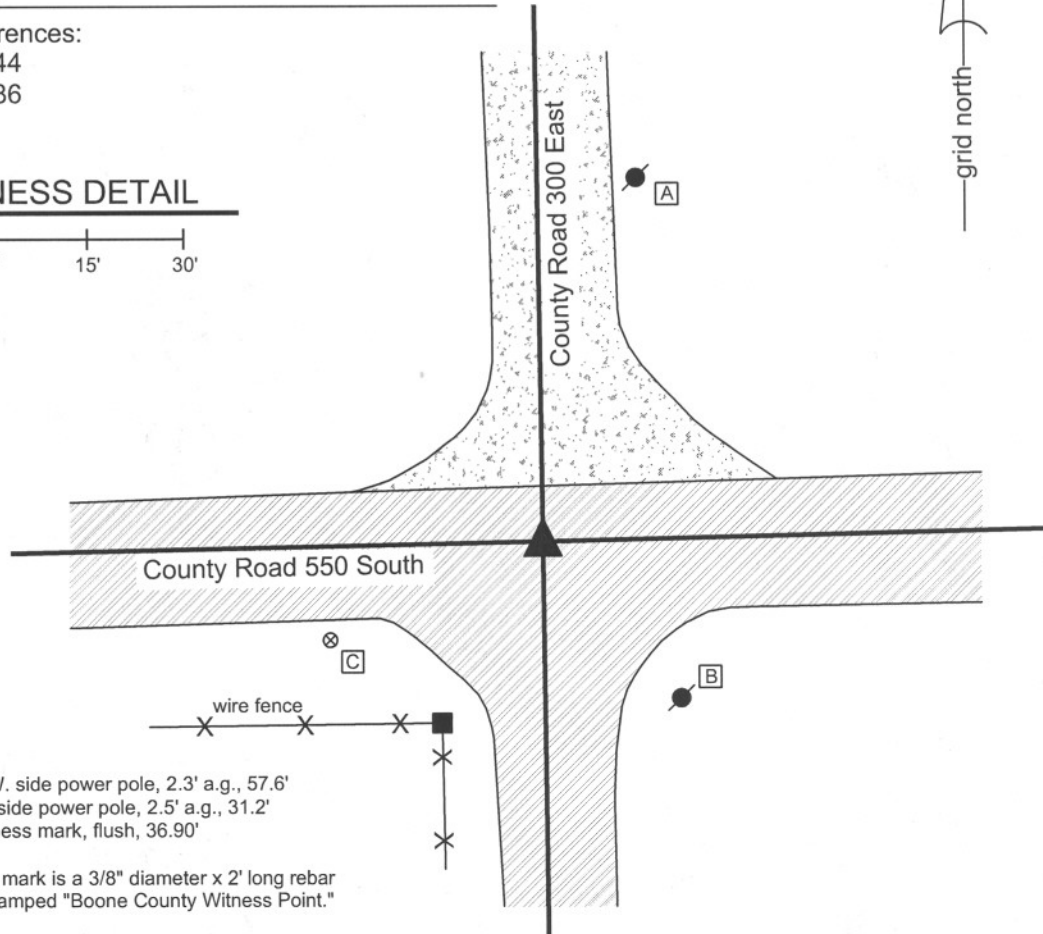 rences:
44
36
NESS DETAIL
15' 30'
grid north
County Road 300 East
A
County Road 550 South
C
B
wire fence
. side power pole, 2.3' a.g., 57.6'
side power pole, 2.5' a.g., 31.2'
ess mark, flush, 36.90'
mark is a 3/8" diameter x 2' long rebar
amped "Boone County Witness Point."